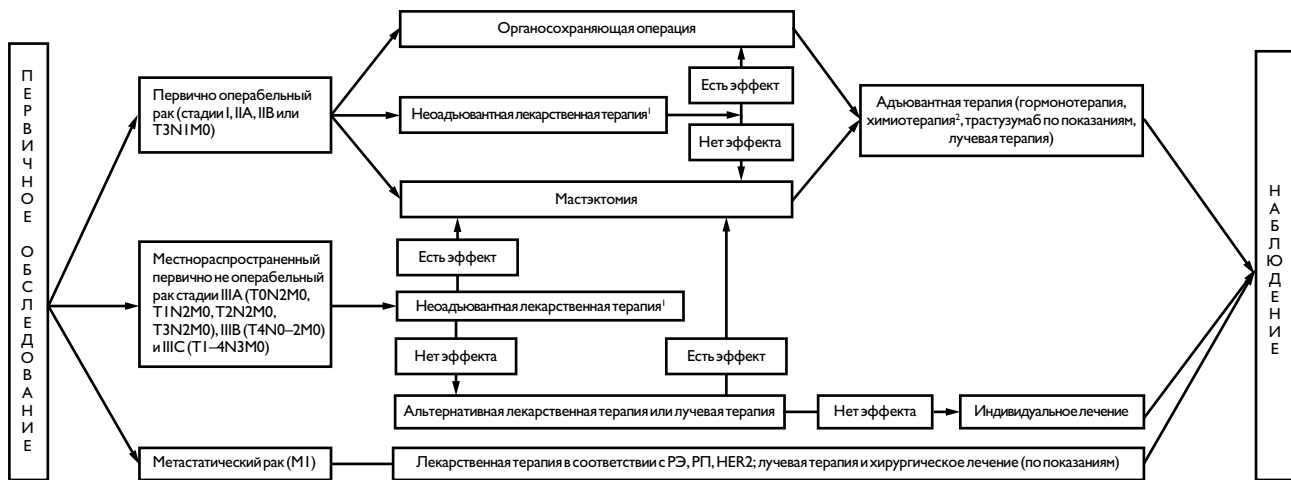 ПЕРВИЧНОЕ ОБСЛЕДОВАНИЕ
Первично операбельный
рак (стадии I, IIA, IIB или
T3N1M0)
Местнораспространенный
первично не операбельный
рак стадии IIIA (T0N2M0,
T1N2M0, T2N2M0,
T3N2M0), IIIB (T4N0–2M0)
и IIIC (T1–4N3M0)
Метастатический рак (M1)
Органосохраняющая операция
Есть эффект
Неоадъювантная лекарственная терапия¹
Нет эффекта
Мастэктомия
Есть эффект
Неоадъювантная лекарственная терапия¹
Нет эффекта
Есть эффект
Альтернативная лекарственная терапия или лучевая терапия
Нет эффекта
Индивидуальное лечение
Лекарственная терапия в соответствии с РЭ, РП, HER2; лучевая терапия и хирургическое лечение (по показаниям)
Адъювантная терапия (гормонотерапия,
химиотерапия², трастузумаб по показаниям,
лучевая терапия)
НАБЛЮДЕНИЕ